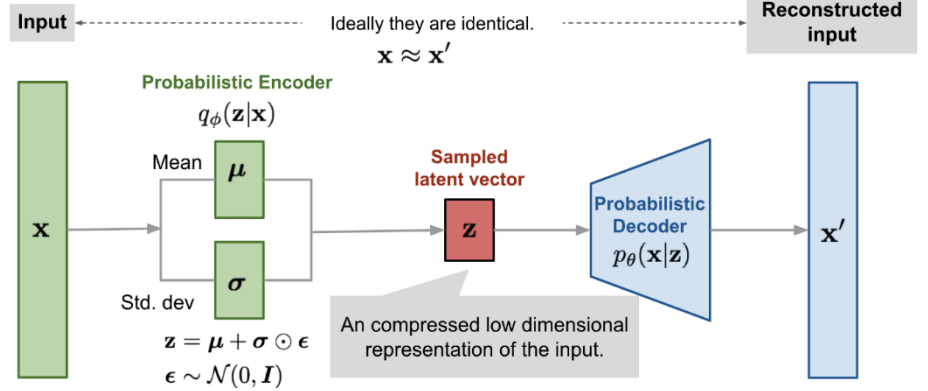 Input
Ideally they are identical.
x ≈ x′
Reconstructed
input
Probabilistic Encoder
qϕ(z|x)
Mean
μ
x
σ
Std. dev
z = μ + σ ⊙ ϵ
ϵ ∼ N(0, I)
Sampled
latent vector
z
An compressed low dimensional
representation of the input.
Probabilistic
Decoder
pθ(x|z)
x′